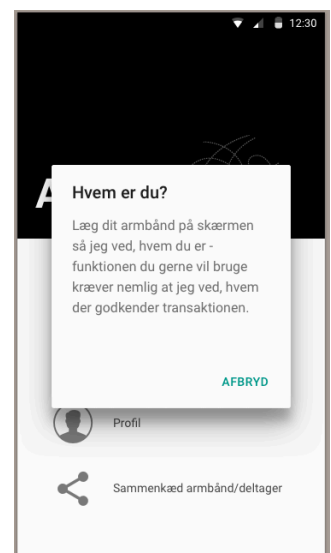 12:30
A
Hvem er du?
Læg dit armbånd på skærmen
så jeg ved, hvem du er -
funktionen du gerne vil bruge
kræver nemlig at jeg ved, hvem
der godkender transaktionen.
AFBRYD
Profil
Sammenkæd armbånd/deltager